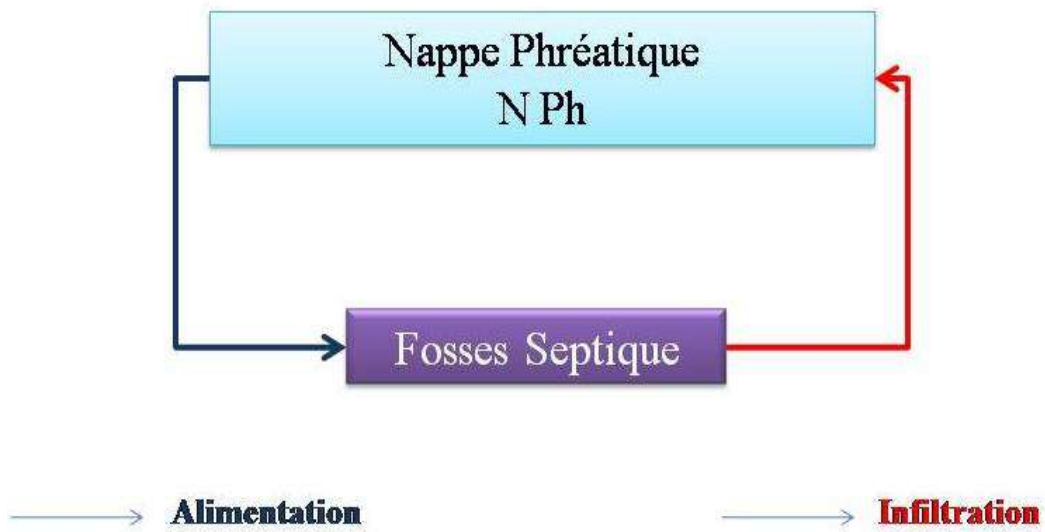 Nappe Phréatique
N Ph
Fosses Septique
Alimentation
Infiltration